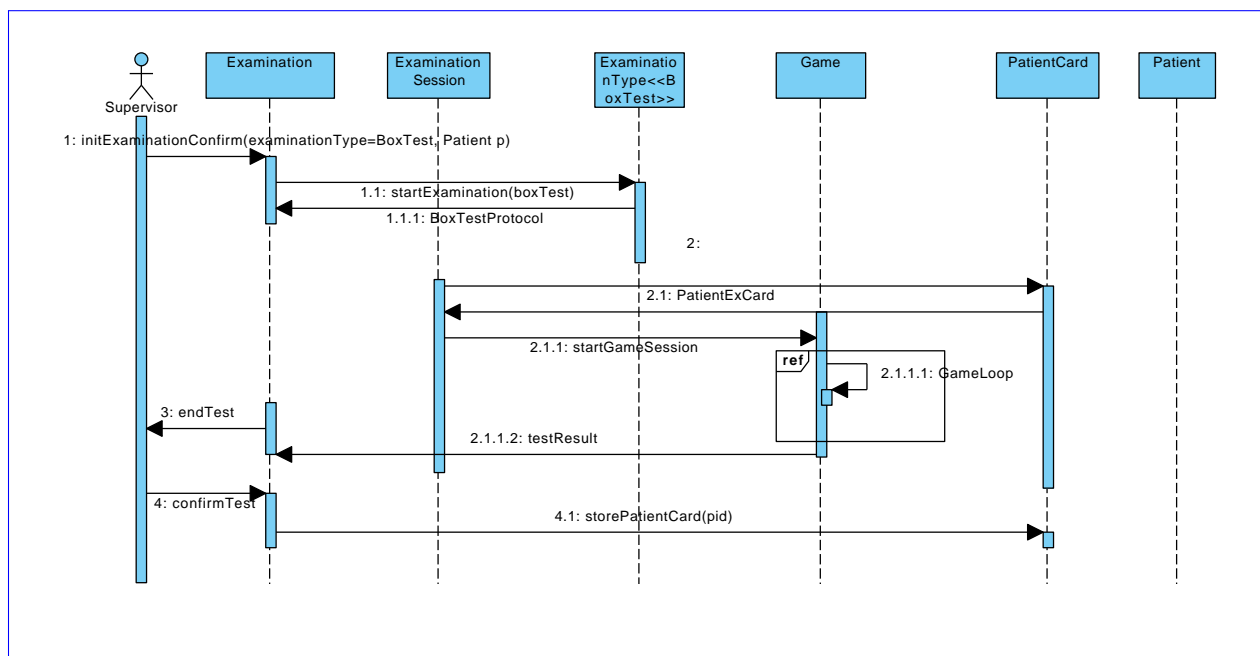 Supervisor
Examination
Examination
Session
Examinatio
nType<<B
oxTest>>
Game
PatientCard
Patient
1: initExaminationConfirm(examinationType=BoxTest, Patient p)
1.1: startExamination(boxTest)
1.1.1: BoxTestProtocol
2:
2.1: PatientExCard
2.1.1: startGameSession
ref
2.1.1.1: GameLoop
3: endTest
2.1.1.2: testResult
4: confirmTest
4.1: storePatientCard(pid)